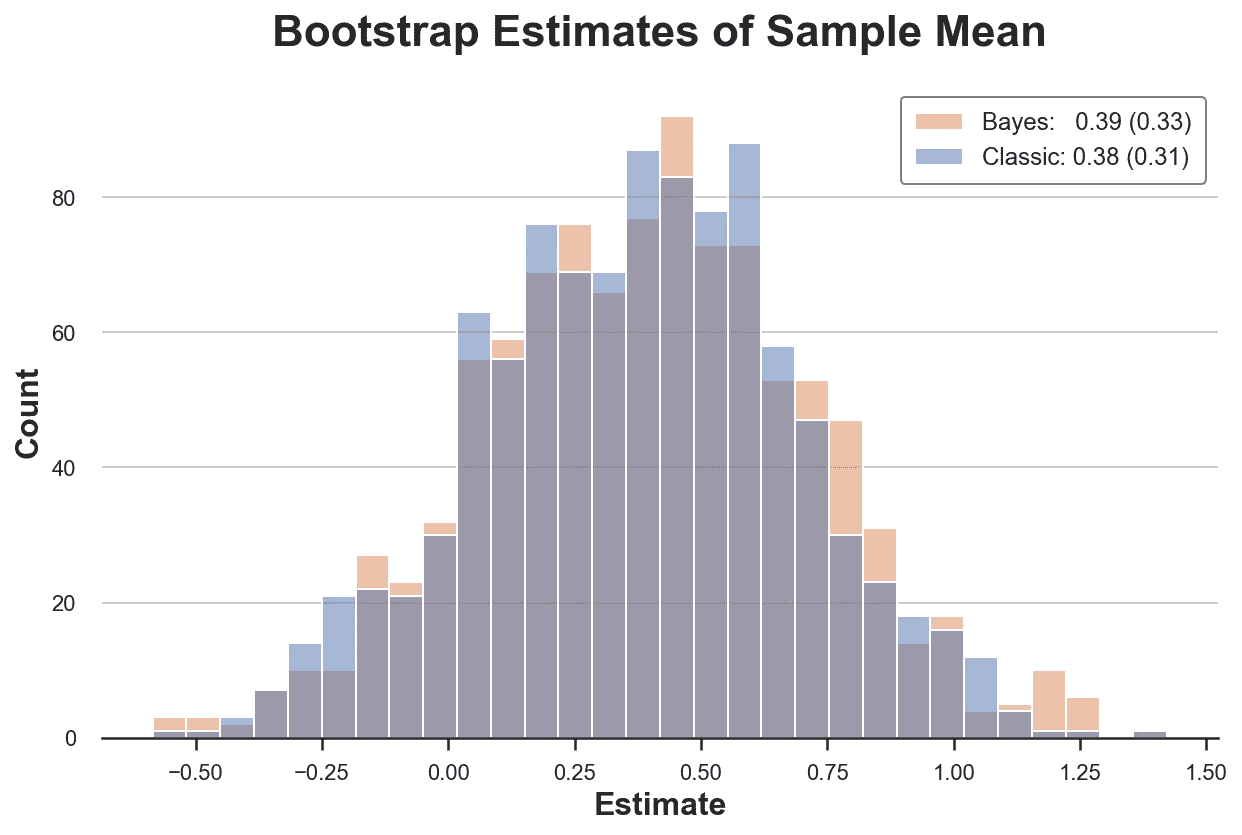 Bootstrap Estimates of Sample Mean
Bayes: 0.39 (0.33)
Classic: 0.38 (0.31)
80
60
40
20
0
Count
−0.50 −0.25 0.00 0.25 0.50 0.75 1.00 1.25 1.50
Estimate